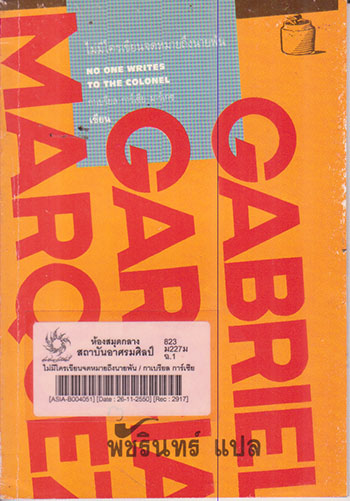 ไม่มีใครเขียนจดหมายถึงนายพัน
NO ONE WRITES
TO THE COLONEL
เขียน
GABRIEL
MARQUEZ
ห้องสมุดกลาง
สถาบันอาศรมศิลป์
823
ม227ม
ฉ.1
ไม่มีใครเขียนจดหมายถึงนายพัน / กาเบรียล การ์เซีย
[ASIA-B004051] [Date : 26-11-2550] [Rec : 2917]
พัชรินทร์ แปล